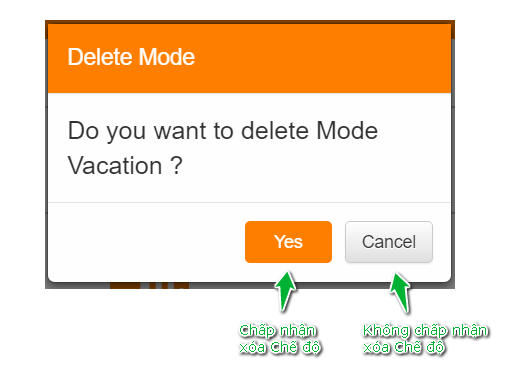 Delete Mode
Do you want to delete Mode
Vacation ?
Yes
Cancel
Chấp nhận
xóa Chế độ
Không chấp nhận
xóa Chế độ